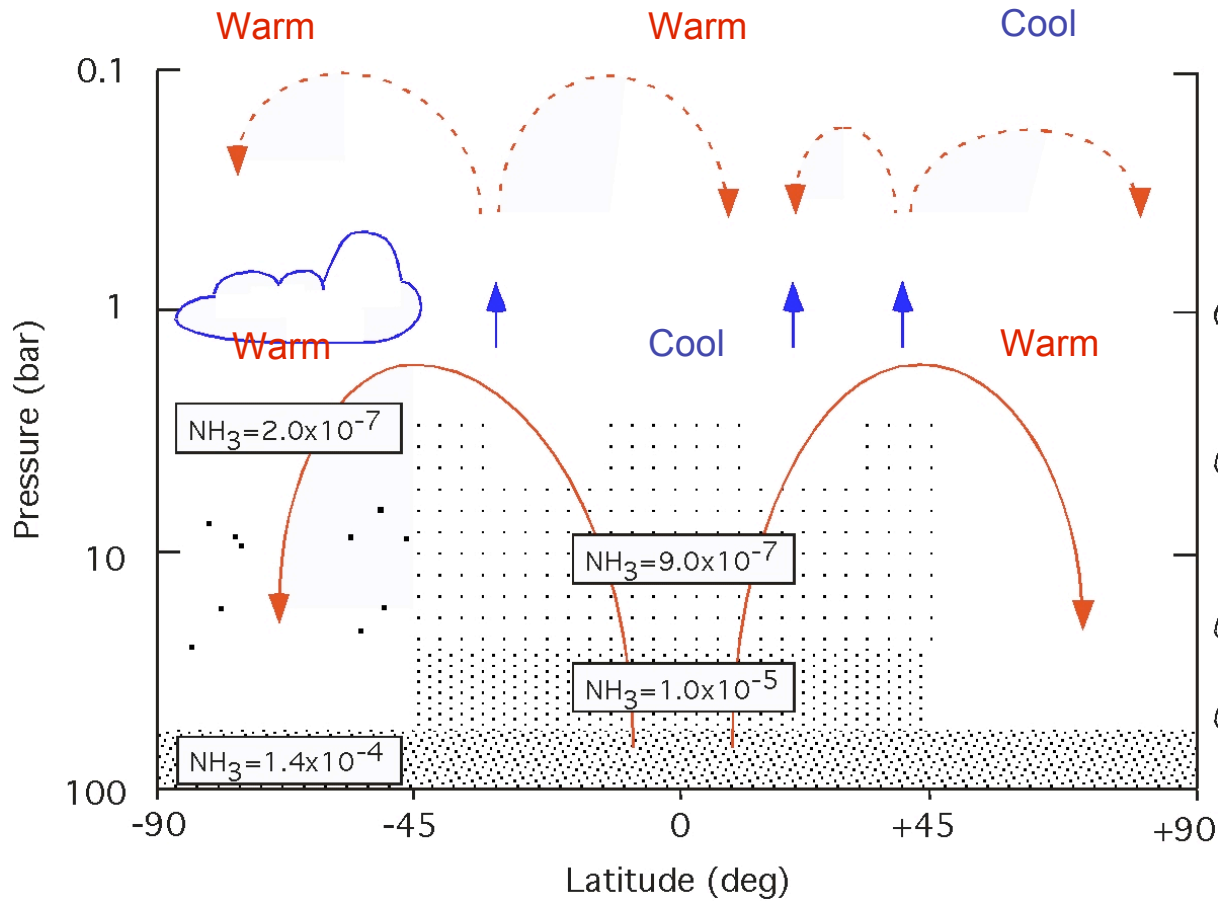 Warm
Warm
Cool
0.1
1
Warm
Cool
Warm
Pressure (bar)
NH₃=2.0x10⁻⁷
10
NH₃=9.0x10⁻⁷
NH₃=1.0x10⁻⁵
NH₃=1.4x10⁻⁴
100
-90
-45
0
+45
+90
Latitude (deg)